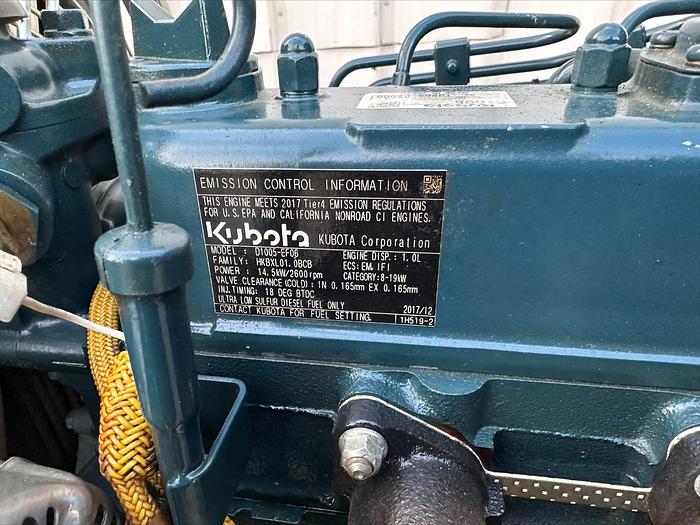 EMISSION CONTROL INFORMATION
THIS ENGINE MEETS 2017 Tier4 EMISSION REGULATIONS
FOR U.S. EPA AND CALIFORNIA NONROAD CI ENGINES.
Kubota KUBOTA Corporation
MODEL : D1005-EF06 ENGINE DISP.: 1.0L
FAMILY: HKBXL01.0BCB ECS: EM, IFI
POWER : 14.5kW/2600rpm CATEGORY: 8-19kW
VALVE CLEARANCE (COLD): IN 0.165mm EX 0.165mm
INJ.TIMING: 18 DEG BTDC
ULTRA LOW SULFUR DIESEL FUEL ONLY 2017/12
CONTACT KUBOTA FOR FUEL SETTING. 1H519-2